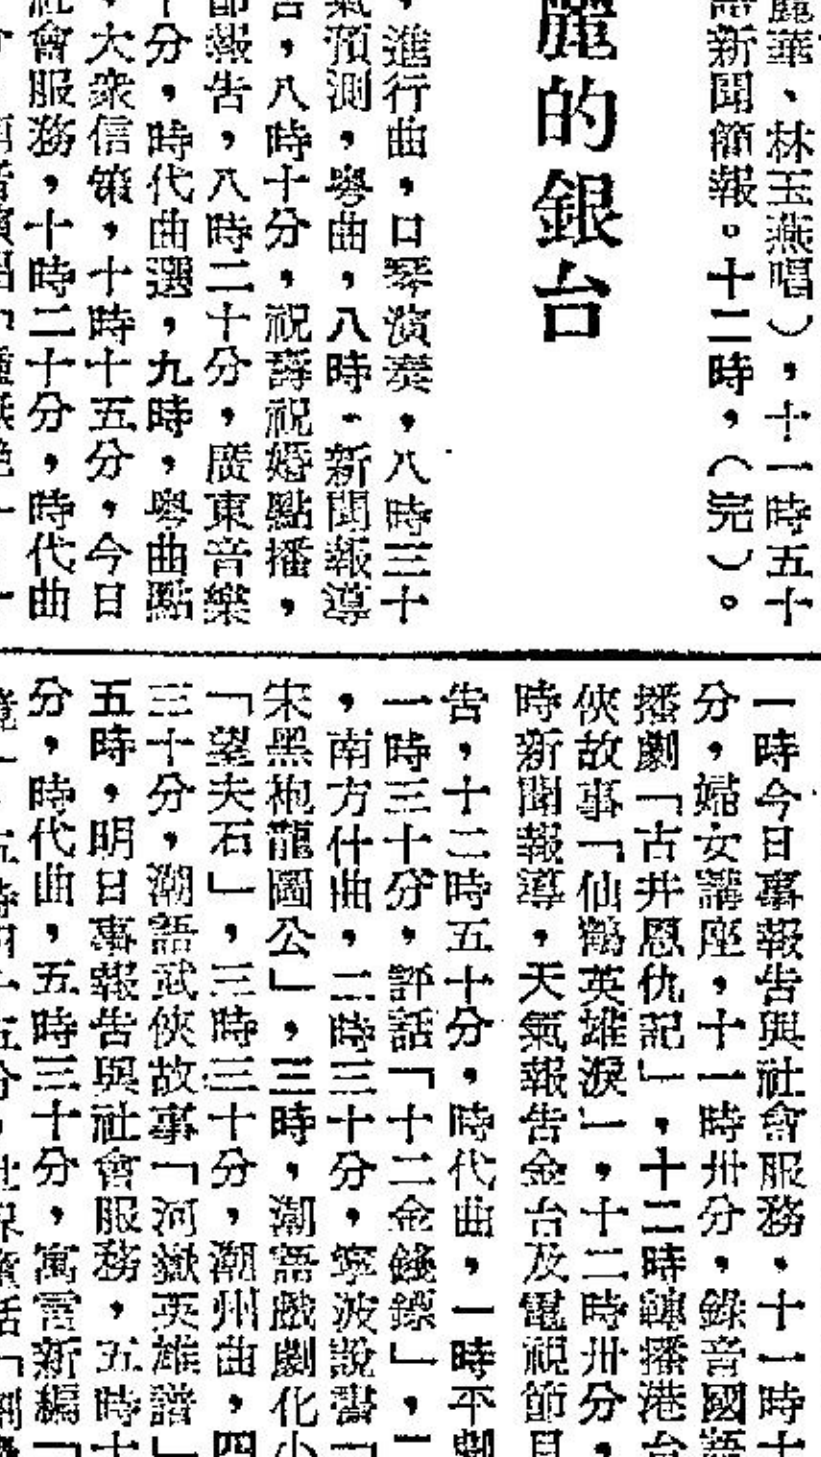 麗華、林玉燕唱），十一時五十
語新聞簡報。十二時，（完）。
麗的銀台
，進行曲，口琴演奏，八時三十
氣預測，粵曲，八時，新聞報導
告，八時十分，祝壽祝婚點播，
節報告，八時二十分，廣東音樂
十分，時代曲選，九時，粵曲點
，大衆信箱，十時十五分，今日
社會服務，十時二十分，時代曲
一時今日事報告與社會服務，十一時十
分，婦女講座，十一時卅分，錄音國語
播劇「古井恩仇記」，十二時轉播港台
俠故事「仙鶴英雄淚」，十二時卅分，
時新聞報導，天氣報告金台及電視節目
告，十二時五十分，時代曲，一時平劇
一時三十分，評話「十二金錢鏢」，二
，南方什曲，二時三十分，寧波說書「
宋黑袍龍圖公」，三時，潮語戲劇化小
「望夫石」，三時三十分，潮州曲，四
三十分，潮語武俠故事「河嶽英雄譜」
五時，明日事報告與社會服務，五時十
分，時代曲，五時三十分，寓言新編「